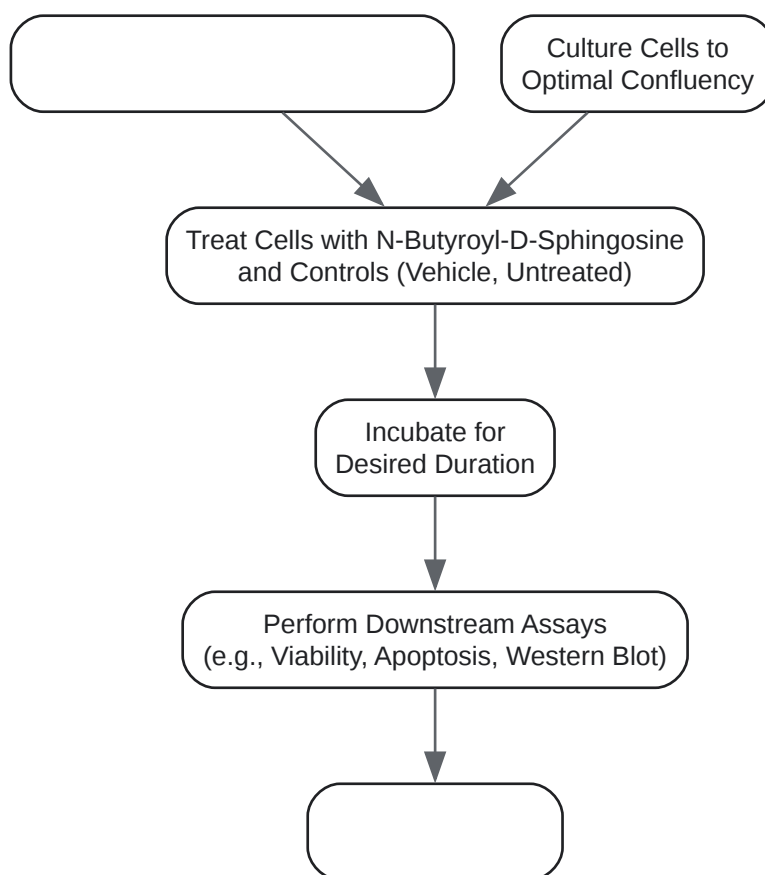 Culture Cells to
Optimal Confluency
Treat Cells with N-Butyroyl-D-Sphingosine
and Controls (Vehicle, Untreated)
Incubate for
Desired Duration
Perform Downstream Assays
(e.g., Viability, Apoptosis, Western Blot)